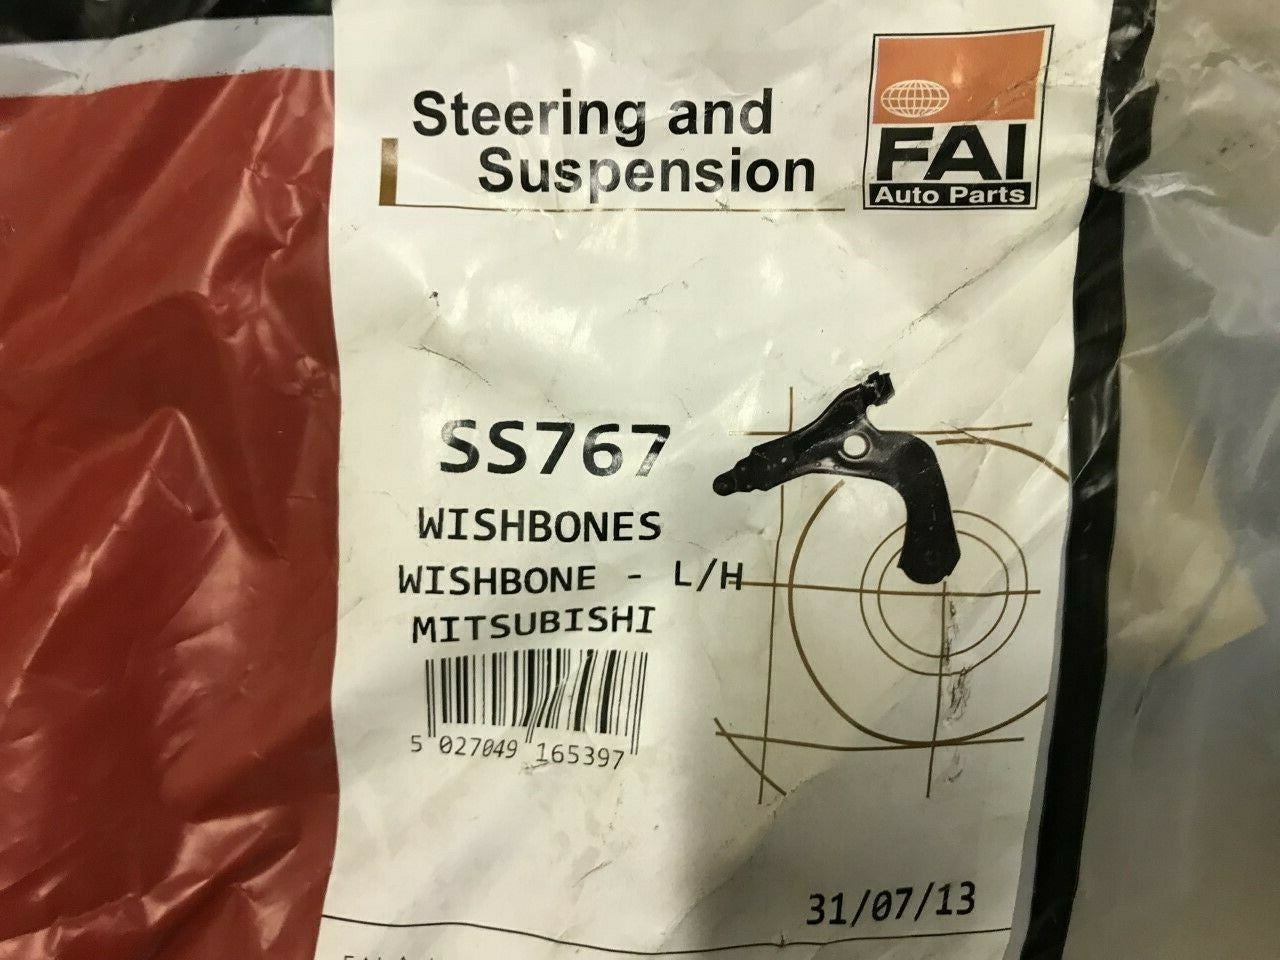 Steering and
Suspension
FAI
Auto Parts
SS767
WISHBONES
WISHBONE - L/H
MITSUBISHI
5 027049 165397
31/07/13